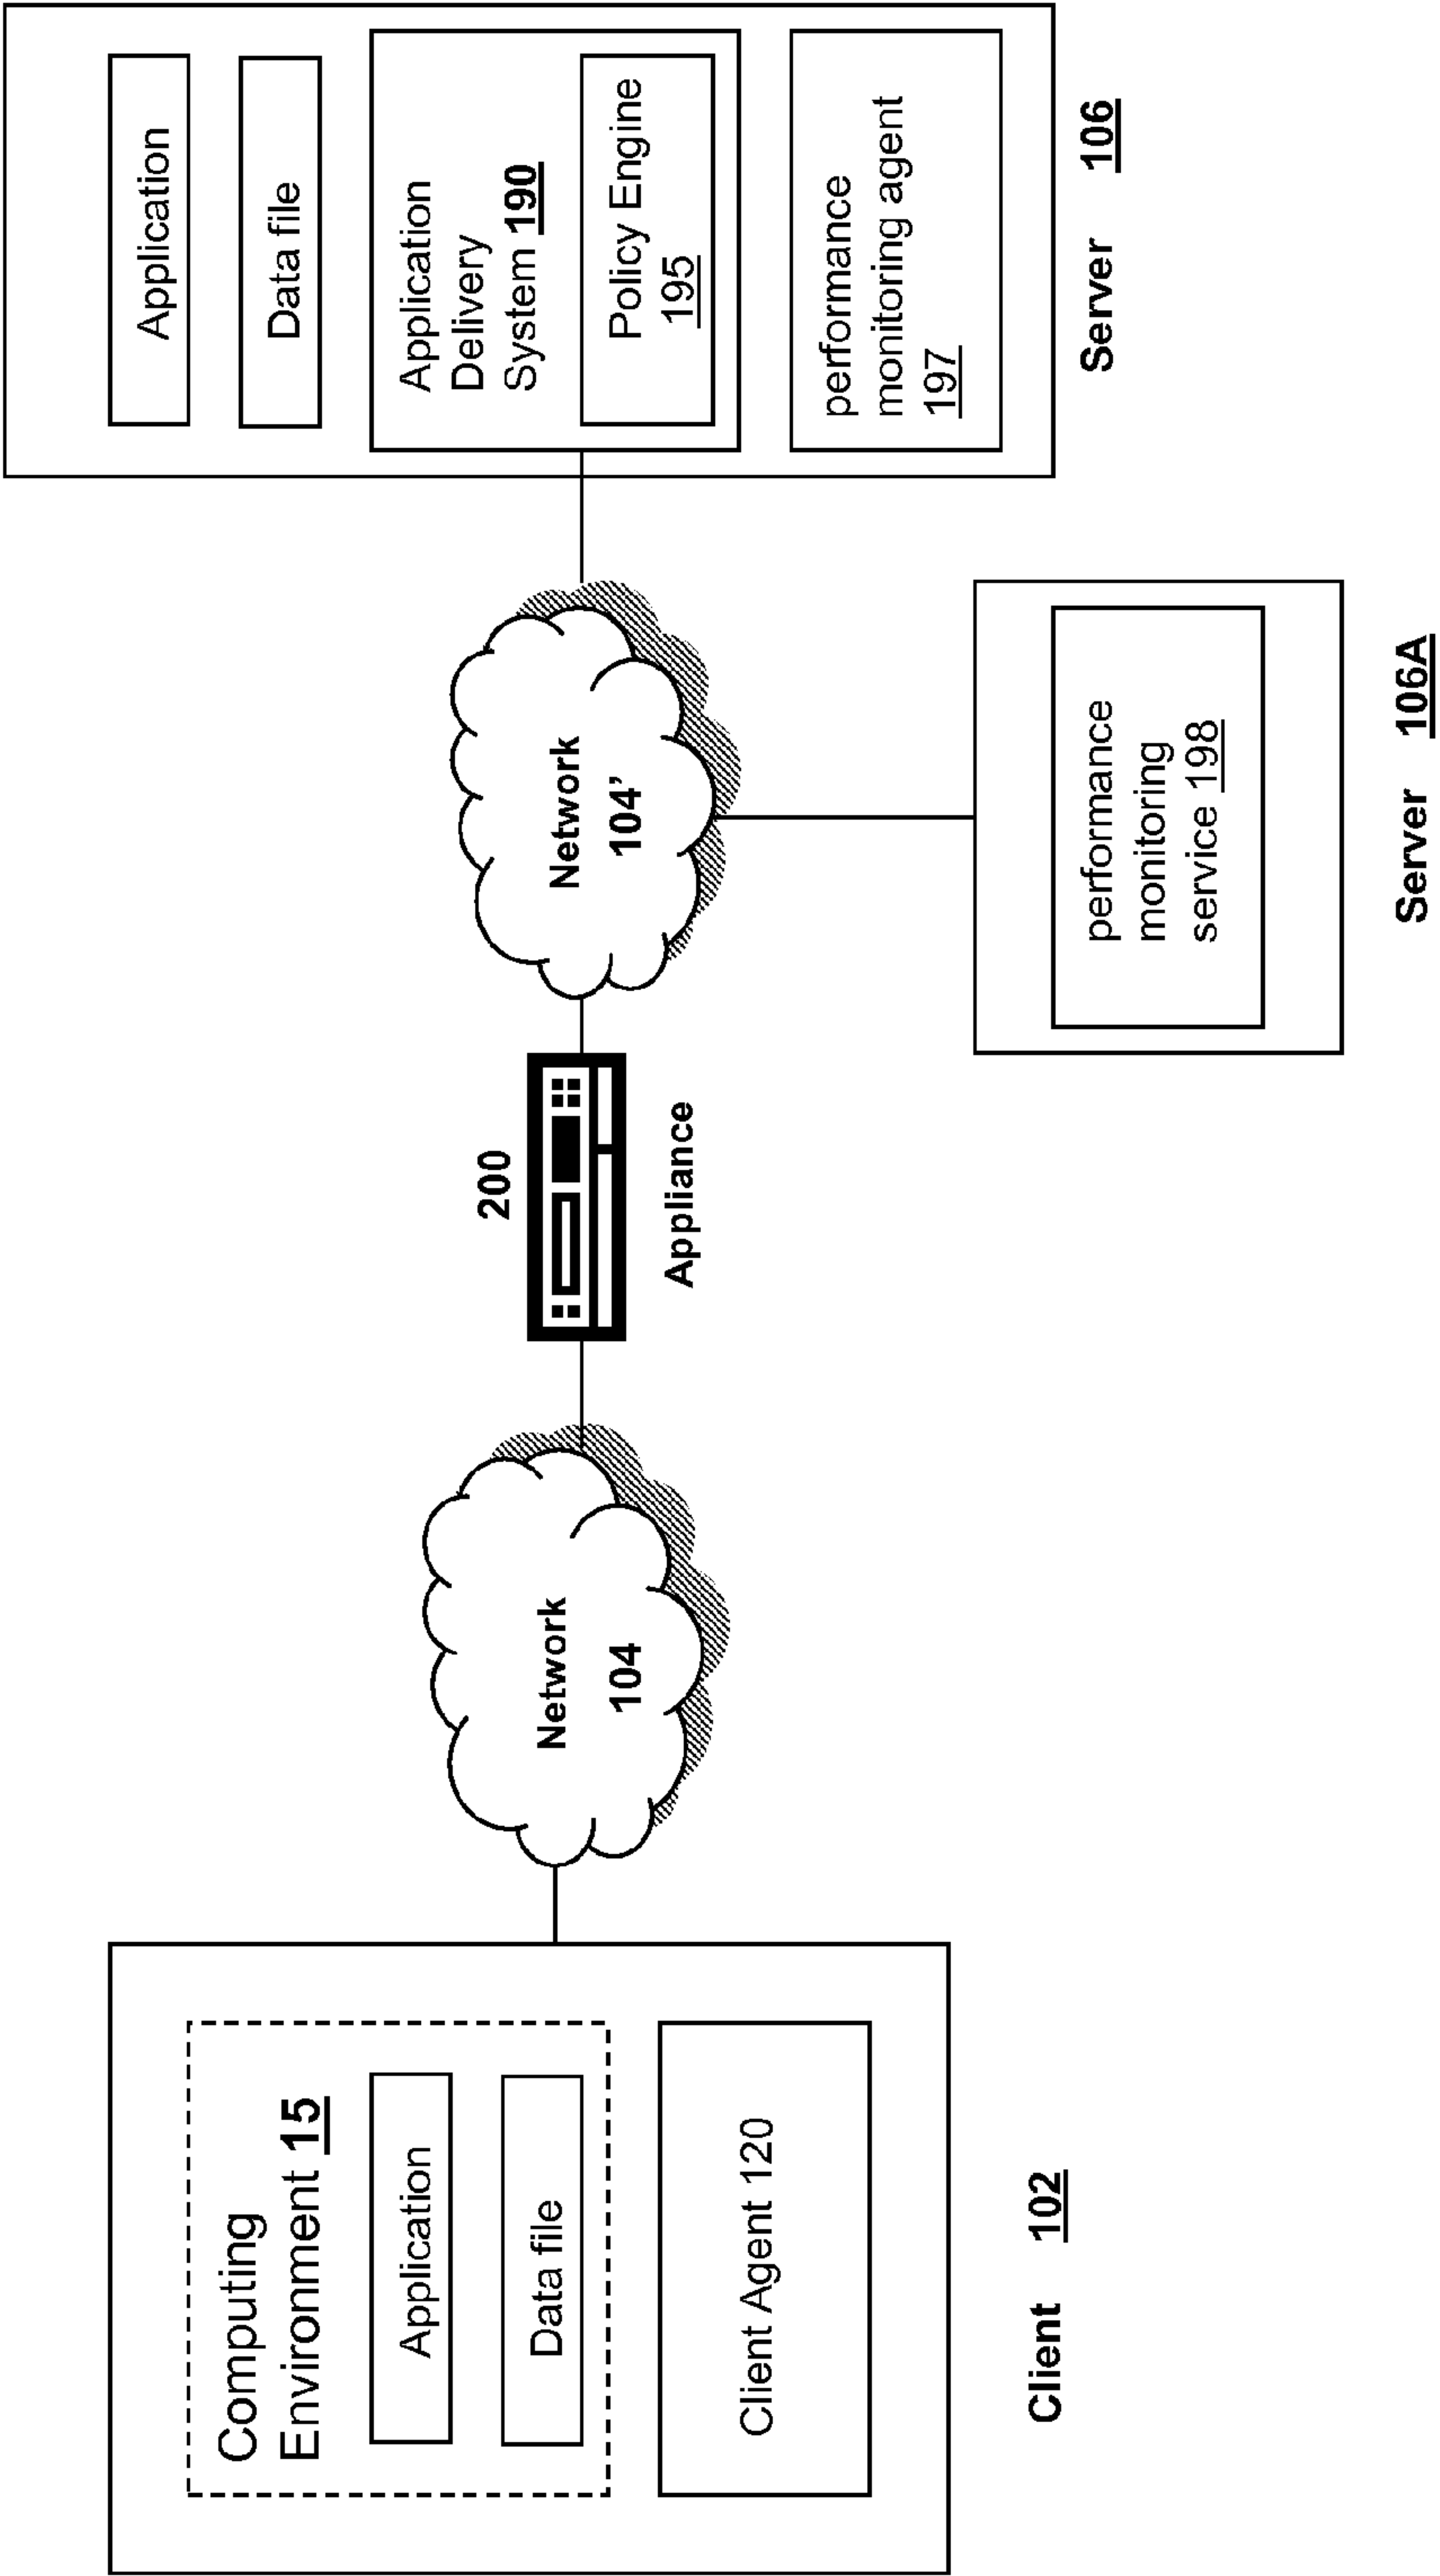 Computing
Environment 15
Application
Data file
Client Agent 120
Client 102
Network
104
200
Appliance
Network
104’
performance
monitoring
service 198
Server 106A
Application
Data file
Application
Delivery
System 190
Policy Engine
195
performance
monitoring agent
197
Server 106